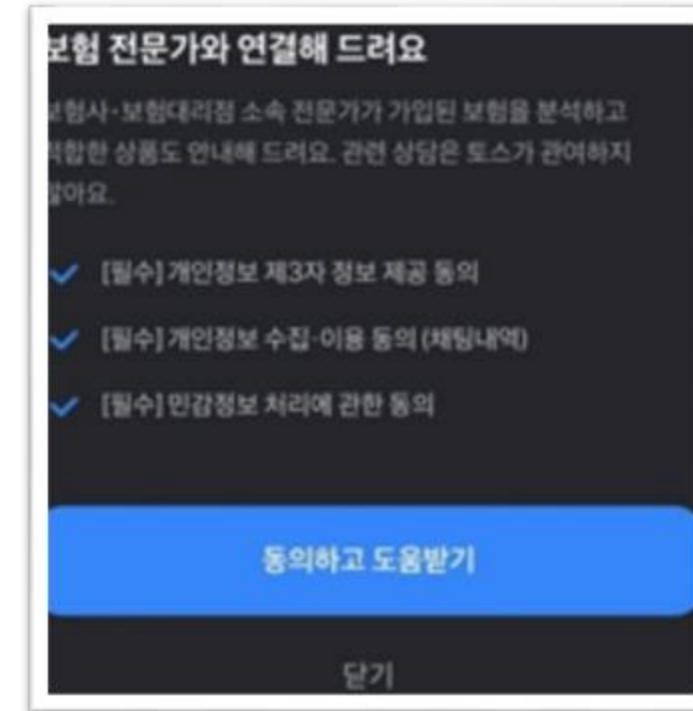 보험 전문가와 연결해 드려요
보험사·보험대리점 소속 전문가가 가입된 보험을 분석하고
적합한 상품도 안내해 드려요. 관련 상담은 토스가 관여하지
않아요.
[필수] 개인정보 제3자 정보 제공 동의
[필수] 개인정보 수집·이용 동의 (채팅내역)
[필수] 민감정보 처리에 관한 동의
동의하고 도움받기
닫기